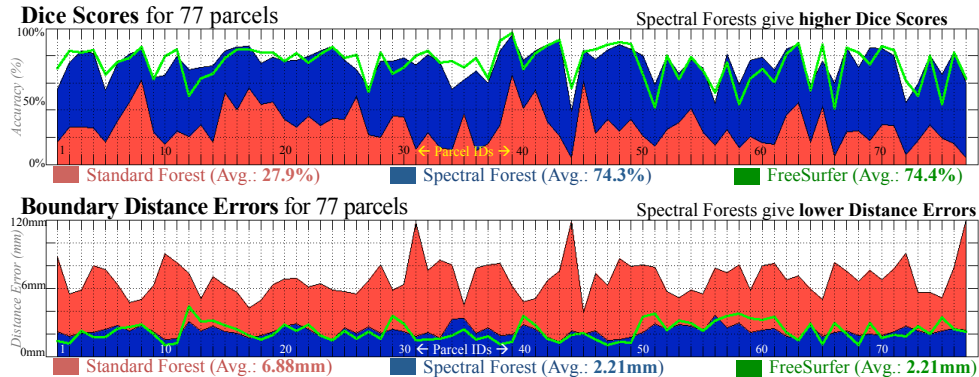 Dice Scores for 77 parcels
Spectral Forests give higher Dice Scores
100%
50%
0%
Accuracy (%)
1 10 20 30 ← Parcel IDs → 40 50 60 70
Standard Forest (Avg.: 27.9%) Spectral Forest (Avg.: 74.3%) FreeSurfer (Avg.: 74.4%)
Boundary Distance Errors for 77 parcels
Spectral Forests give lower Distance Errors
120mm
6mm
0mm
Distance Error (mm)
1 10 20 30 ← Parcel IDs → 40 50 60 70
Standard Forest (Avg.: 6.88mm) Spectral Forest (Avg.: 2.21mm) FreeSurfer (Avg.: 2.21mm)